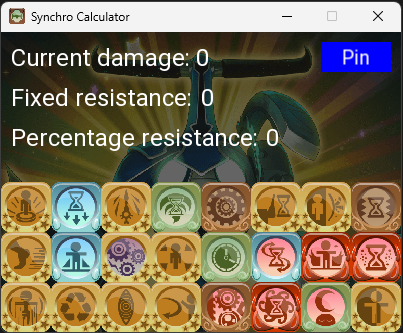 Synchro Calculator
Current damage: 0
Pin
Fixed resistance: 0
Percentage resistance: 0